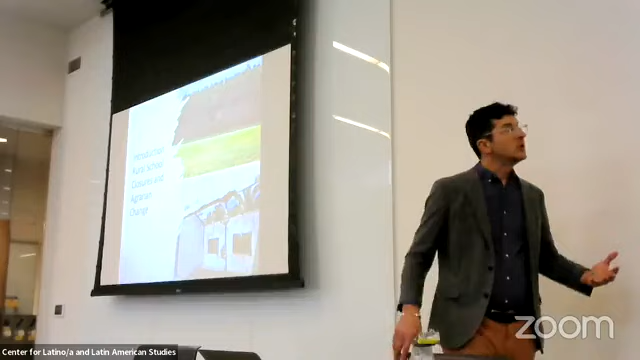 Introduction:
Rural School
Closures and
Agrarian
Change
zoom
Center for Latino/a and Latin American Studies